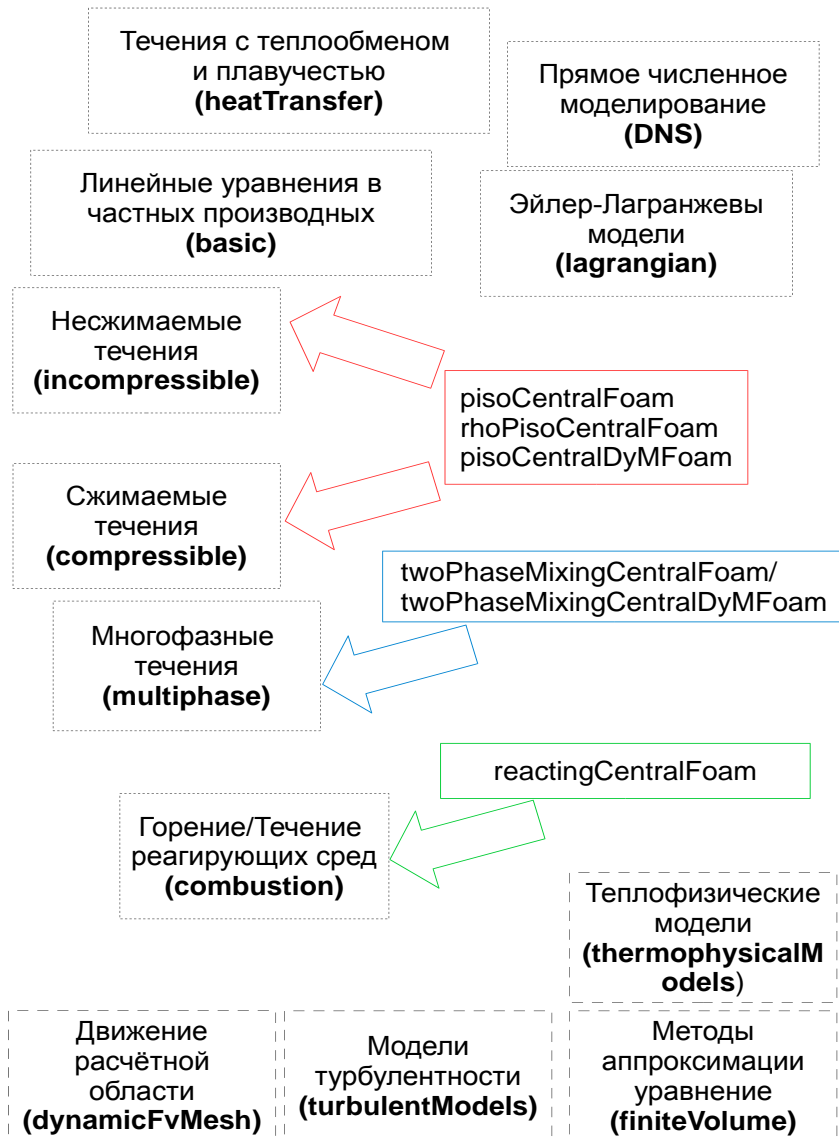 Течения с теплообменом
и плавучестью
(heatTransfer)
Прямое численное
моделирование
(DNS)
Линейные уравнения в
частных производных
(basic)
Эйлер-Лагранжевы
модели
(lagrangian)
Несжимаемые
течения
(incompressible)
pisoCentralFoam
rhoPisoCentralFoam
pisoCentralDyMFoam
Сжимаемые
течения
(compressible)
twoPhaseMixingCentralFoam/
twoPhaseMixingCentralDyMFoam
Многофазные
течения
(multiphase)
reactingCentralFoam
Горение/Течение
реагирующих сред
(combustion)
Теплофизические
модели
(thermophysicalM
odels)
Движение
расчётной
области
(dynamicFvMesh)
Модели
турбулентности
(turbulentModels)
Методы
аппроксимации
уравнение
(finiteVolume)